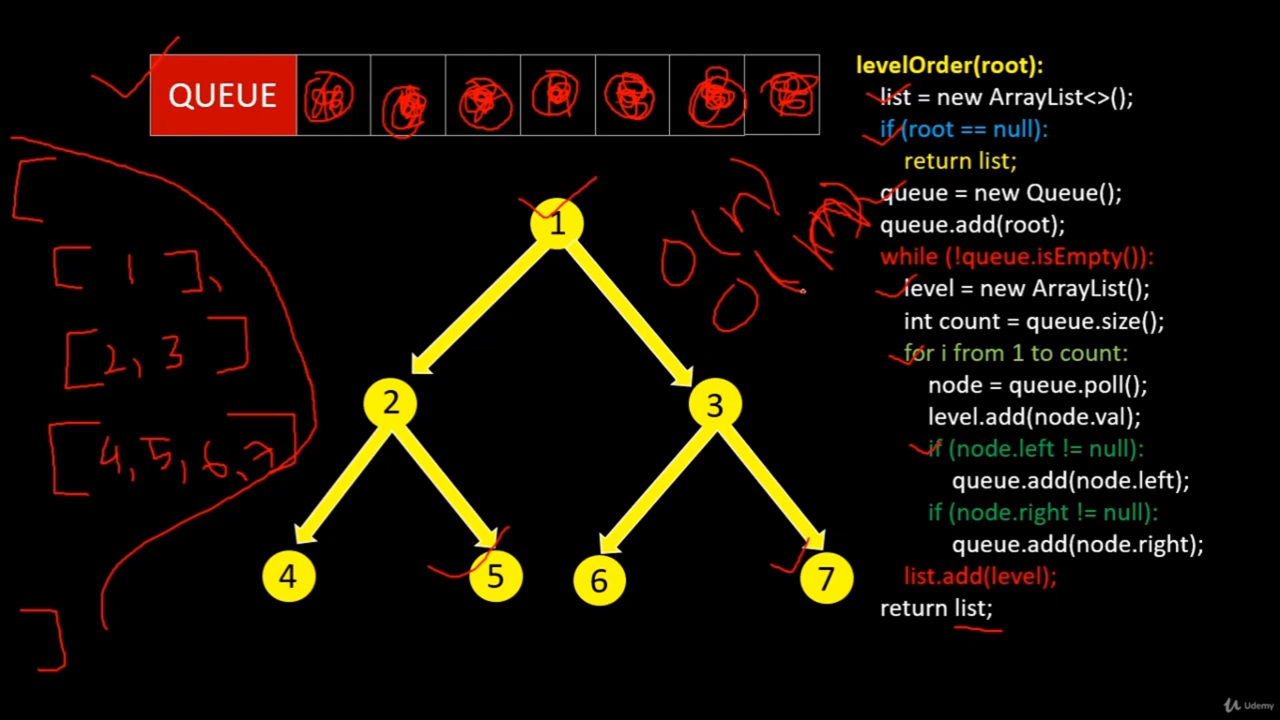 QUEUE
levelOrder(root):
list = new ArrayList<>();
if (root == null):
return list;
queue = new Queue();
queue.add(root);
while (!queue.isEmpty()):
level = new ArrayList();
int count = queue.size();
for i from 1 to count:
node = queue.poll();
level.add(node.val);
if (node.left != null):
queue.add(node.left);
if (node.right != null):
queue.add(node.right);
list.add(level);
return list;
[
[ 1 ],
[2, 3 ]
[4, 5, 6, 7]
]
O(n)
1
2
3
4
5
6
7
Udemy